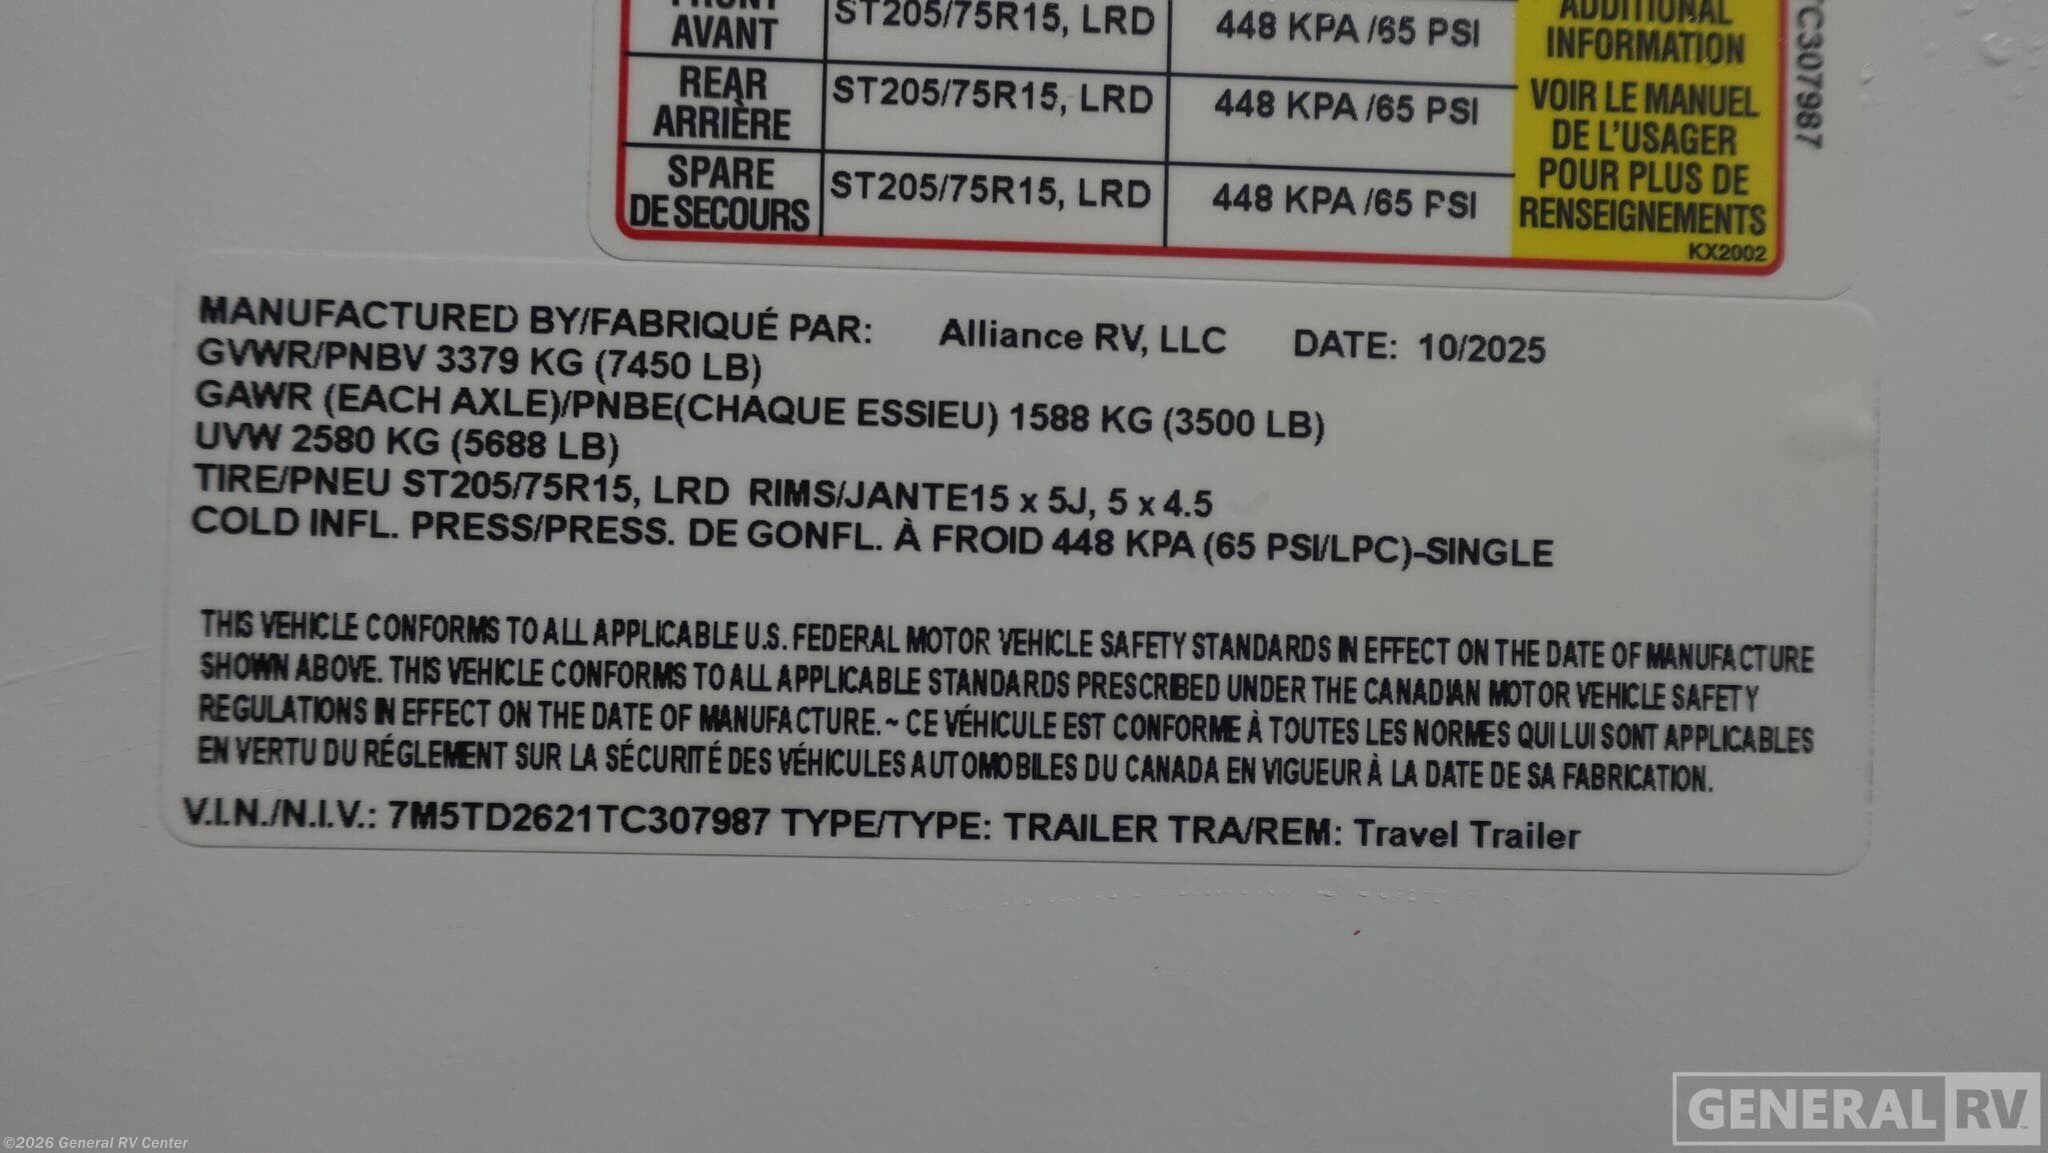 FRONT
AVANT
ST205/75R15, LRD
448 KPA /65 PSI
REAR
ARRIÈRE
ST205/75R15, LRD
448 KPA /65 PSI
SPARE
DE SECOURS
ST205/75R15, LRD
448 KPA /65 PSI
ADDITIONAL
INFORMATION
VOIR LE MANUEL
DE L'USAGER
POUR PLUS DE
RENSEIGNEMENTS
KX2002
TC307987
MANUFACTURED BY/FABRIQUÉ PAR: Alliance RV, LLC DATE: 10/2025
GVWR/PNBV 3379 KG (7450 LB)
GAWR (EACH AXLE)/PNBE(CHAQUE ESSIEU) 1588 KG (3500 LB)
UVW 2580 KG (5688 LB)
TIRE/PNEU ST205/75R15, LRD RIMS/JANTE15 x 5J, 5 x 4.5
COLD INFL. PRESS/PRESS. DE GONFL. À FROID 448 KPA (65 PSI/LPC)-SINGLE
THIS VEHICLE CONFORMS TO ALL APPLICABLE U.S. FEDERAL MOTOR VEHICLE SAFETY STANDARDS IN EFFECT ON THE DATE OF MANUFACTURE
SHOWN ABOVE. THIS VEHICLE CONFORMS TO ALL APPLICABLE STANDARDS PRESCRIBED UNDER THE CANADIAN MOTOR VEHICLE SAFETY
REGULATIONS IN EFFECT ON THE DATE OF MANUFACTURE. ~ CE VÉHICULE EST CONFORME À TOUTES LES NORMES QUI LUI SONT APPLICABLES
EN VERTU DU RÉGLEMENT SUR LA SÉCURITÉ DES VÉHICULES AUTOMOBILES DU CANADA EN VIGUEUR À LA DATE DE SA FABRICATION.
V.I.N./N.I.V.: 7M5TD2621TC307987 TYPE/TYPE: TRAILER TRA/REM: Travel Trailer
GENERAL RV
©2026 General RV Center